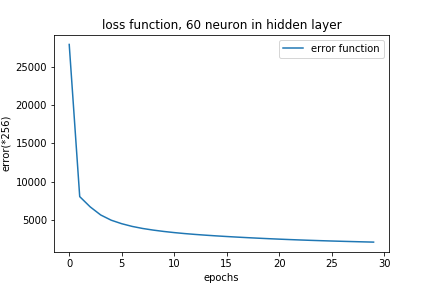 loss function, 60 neuron in hidden layer
error function
error(*256)
25000
20000
15000
10000
5000
0 5 10 15 20 25 30
epochs